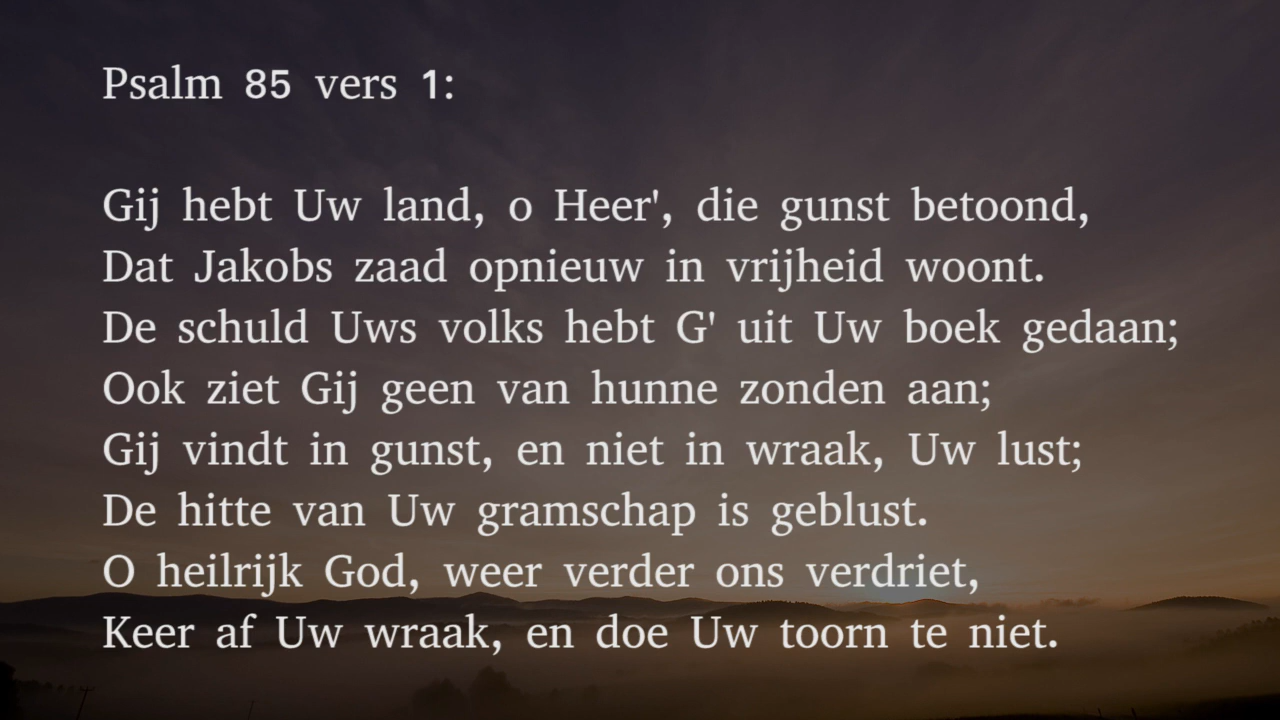 Psalm 85 vers 1:
Gij hebt Uw land, o Heer', die gunst betoond,
Dat Jakobs zaad opnieuw in vrijheid woont.
De schuld Uws volks hebt G' uit Uw boek gedaan;
Ook ziet Gij geen van hunne zonden aan;
Gij vindt in gunst, en niet in wraak, Uw lust;
De hitte van Uw gramschap is geblust.
O heilrijk God, weer verder ons verdriet,
Keer af Uw wraak, en doe Uw toorn te niet.